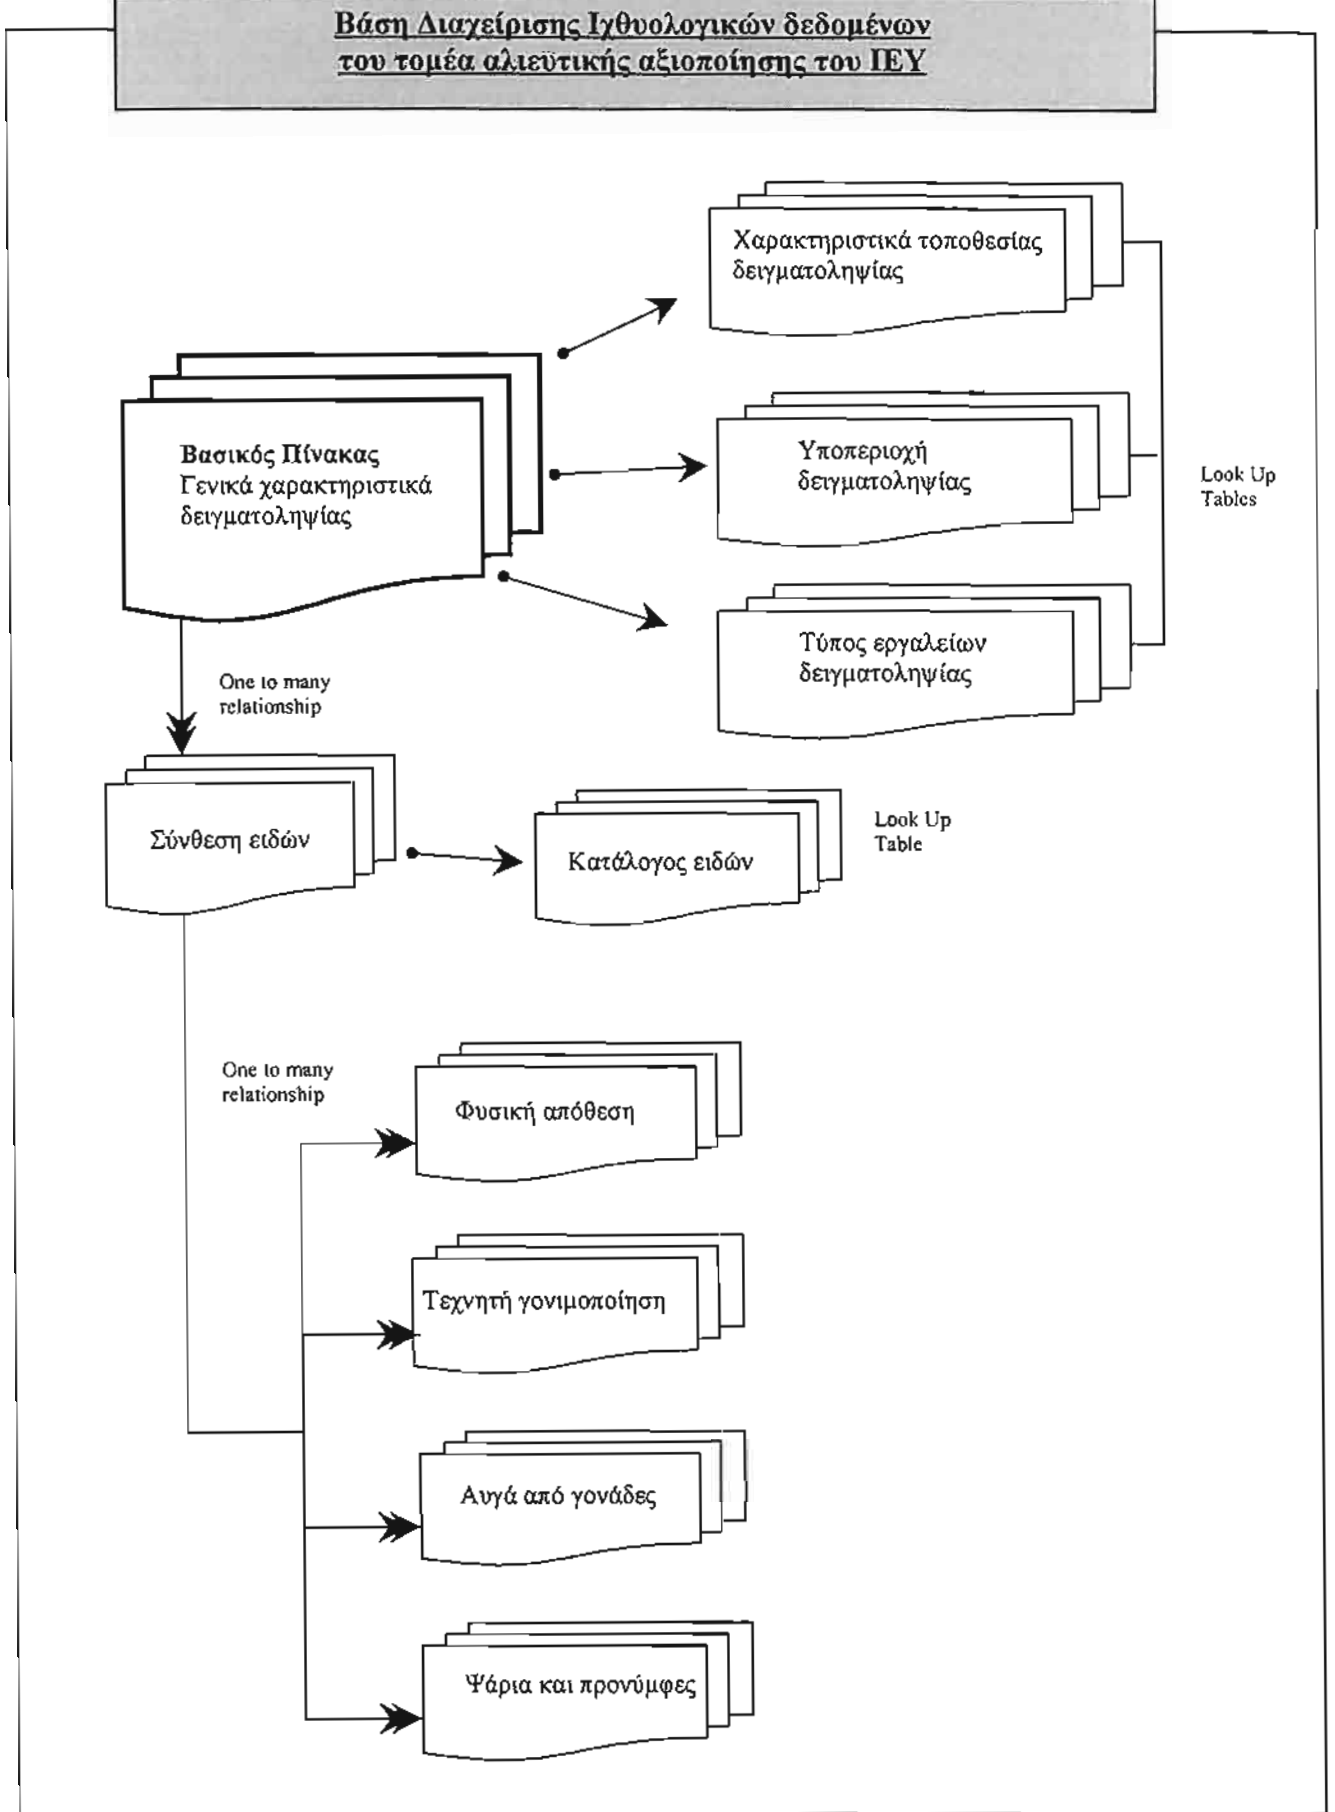 Βάση Διαχείρισης Ιχθυολογικών δεδομένων
του τομέα αλιευτικής αξιοποίησης του ΙΕΥ
Χαρακτηριστικά τοποθεσίας
δειγματοληψίας
Βασικός Πίνακας
Γενικά χαρακτηριστικά
δειγματοληψίας
Υποπεριοχή
δειγματοληψίας
Look Up
Tables
Τύπος εργαλείων
δειγματοληψίας
One to many
relationship
Σύνθεση ειδών
Κατάλογος ειδών
Look Up
Table
One to many
relationship
Φυσική απόθεση
Τεχνητή γονιμοποίηση
Αυγά από γονάδες
Ψάρια και προνύμφες